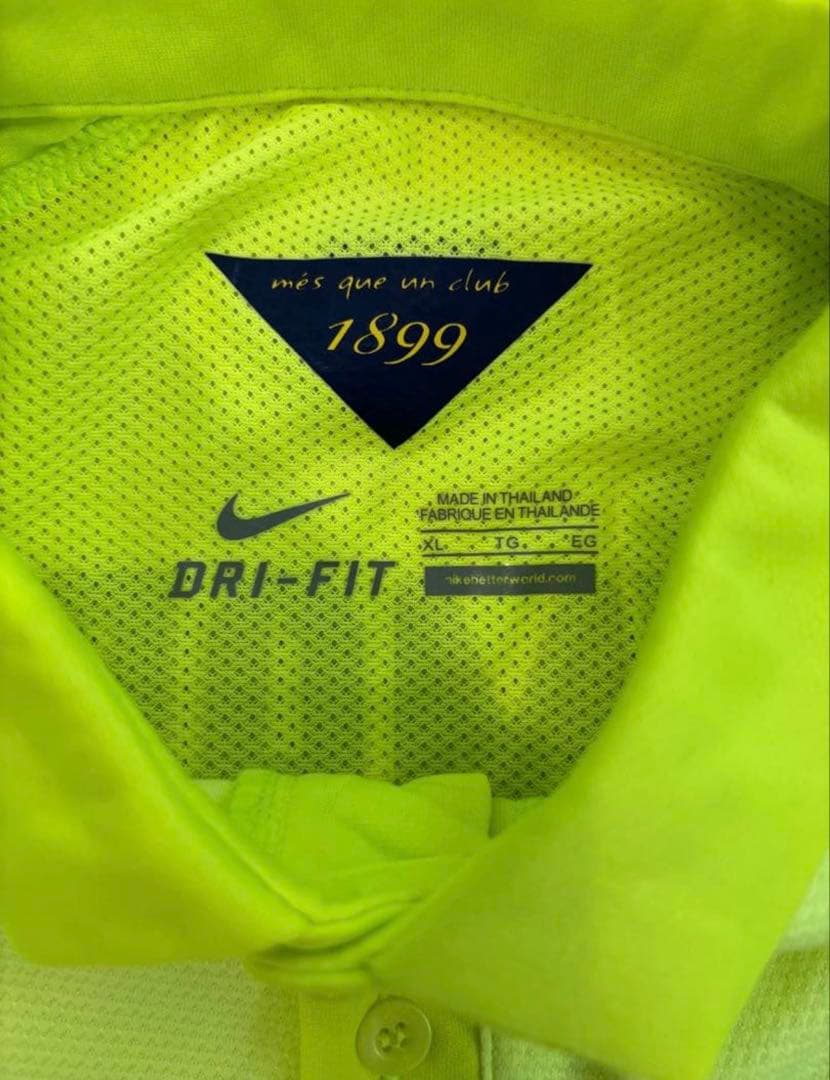 més que un club
1899
DRI-FIT
MADE IN THAILAND
FABRIQUE EN THAILANDE
XL TG EG
nikebetterworld.com